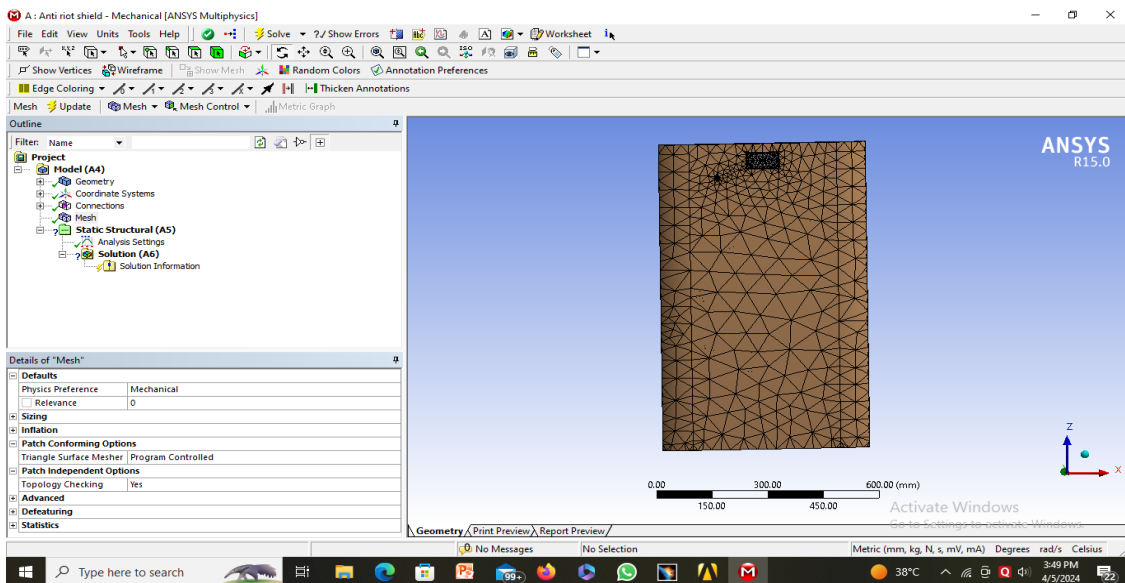 A : Anti riot shield - Mechanical [ANSYS Multiphysics]
File Edit View Units Tools Help Solve ?/ Show Errors Worksheet
Show Vertices Wireframe Show Mesh Random Colors Annotation Preferences
Edge Coloring Thicken Annotations
Mesh Update Mesh Mesh Control Metric Graph
Outline
Filter: Name
Project
Model (A4)
Geometry
Coordinate Systems
Connections
Mesh
Static Structural (A5)
Analysis Settings
Solution (A6)
Solution Information
Details of "Mesh"
Defaults
Physics Preference Mechanical
Relevance 0
Sizing
Inflation
Patch Conforming Options
Triangle Surface Mesher Program Controlled
Patch Independent Options
Topology Checking Yes
Advanced
Defeaturing
Statistics
ANSYS
R15.0
Z
X
0.00 300.00 600.00 (mm)
150.00 450.00
Activate Windows
Go to Settings to activate Windows.
Geometry Print Preview Report Preview
No Messages No Selection Metric (mm, kg, N, s, mV, mA) Degrees rad/s Celsius
Type here to search 99+ 38°C 3:49 PM
4/5/2024 22